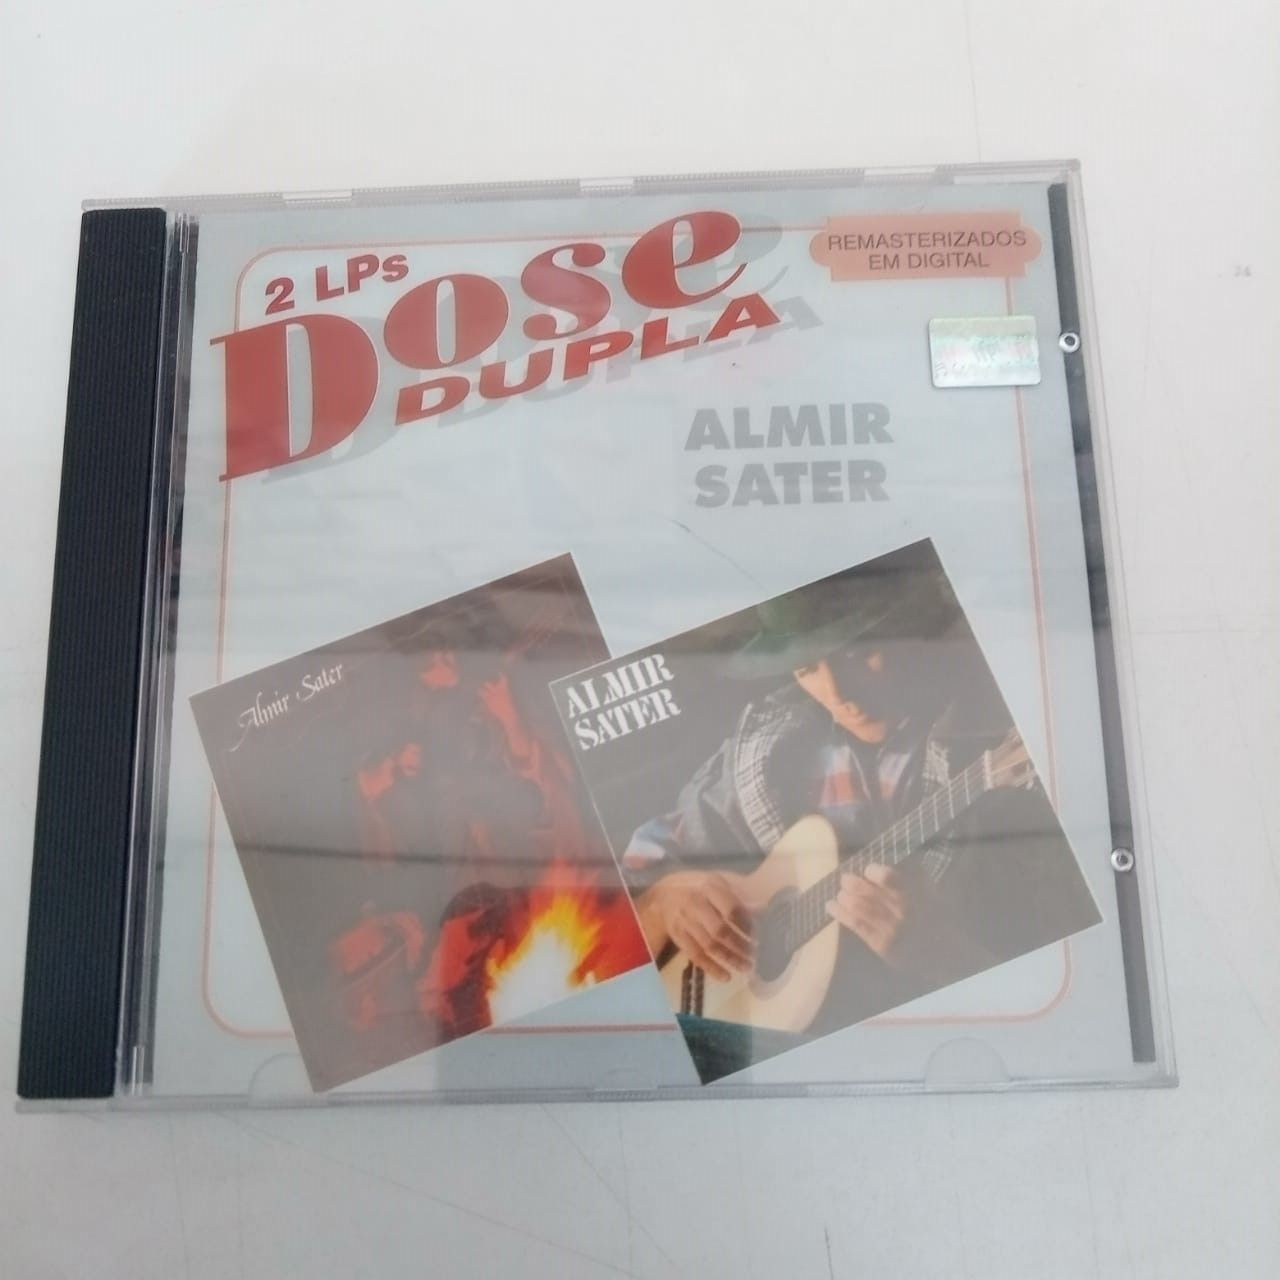 2 LPs
Dose
DUPLA
REMASTERIZADOS
EM DIGITAL
ALMIR
SATER
Almir Sater
ALMIR
SATER